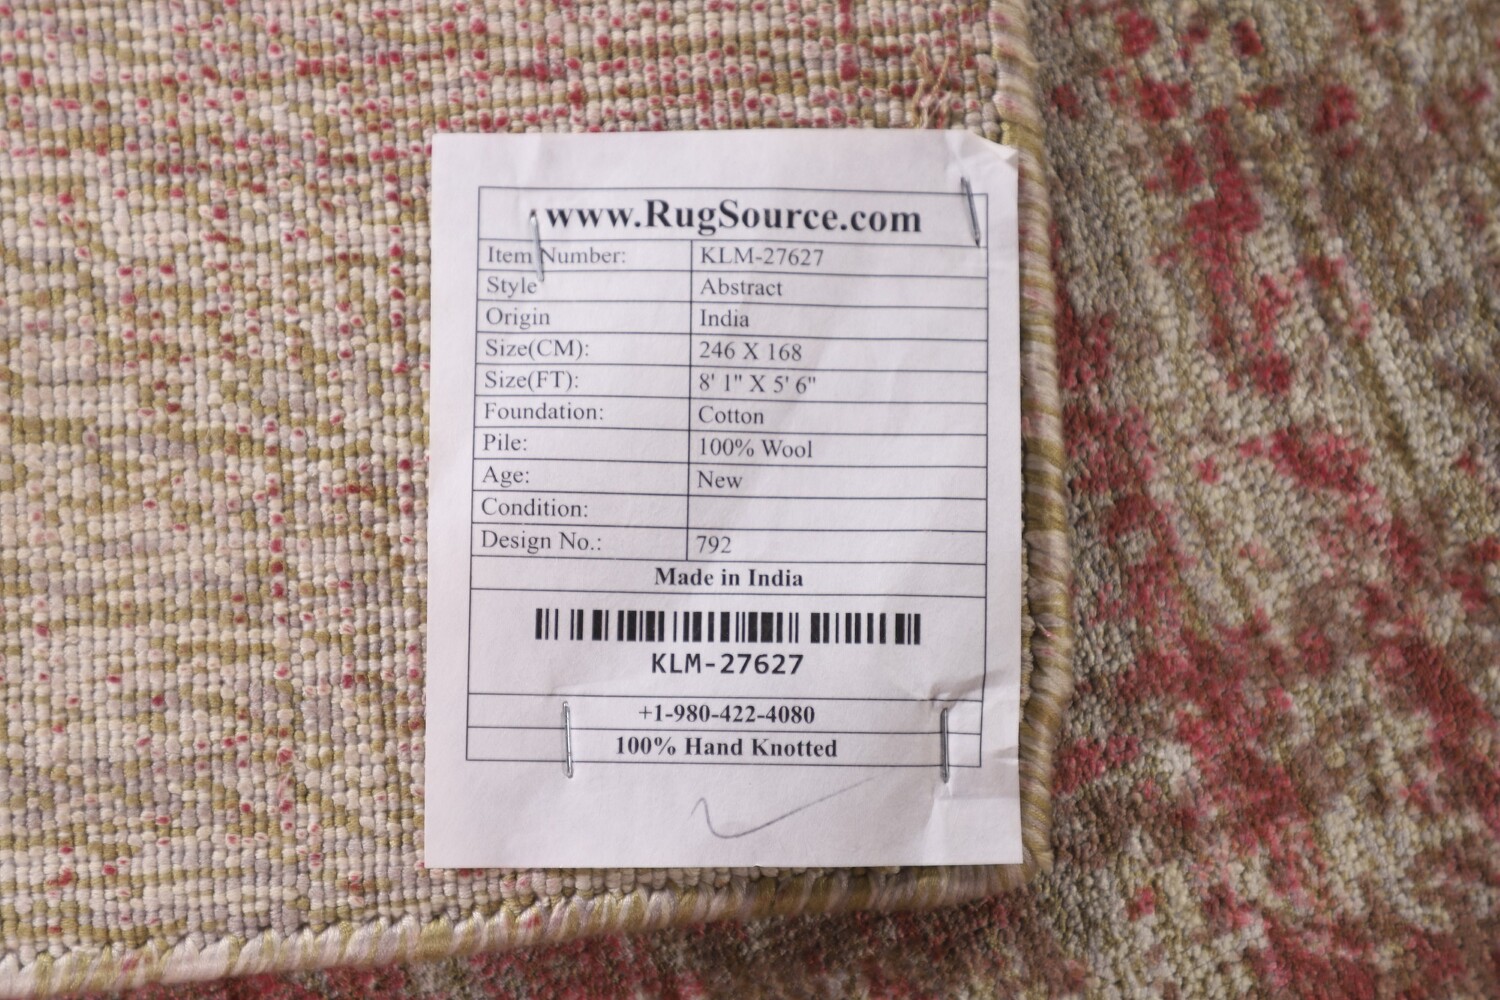 www.RugSource.com
Item Number: KLM-27627
Style Abstract
Origin India
Size(CM): 246 X 168
Size(FT): 8' 1" X 5' 6"
Foundation: Cotton
Pile: 100% Wool
Age: New
Condition:
Design No.: 792
Made in India
KLM-27627
+1-980-422-4080
100% Hand Knotted